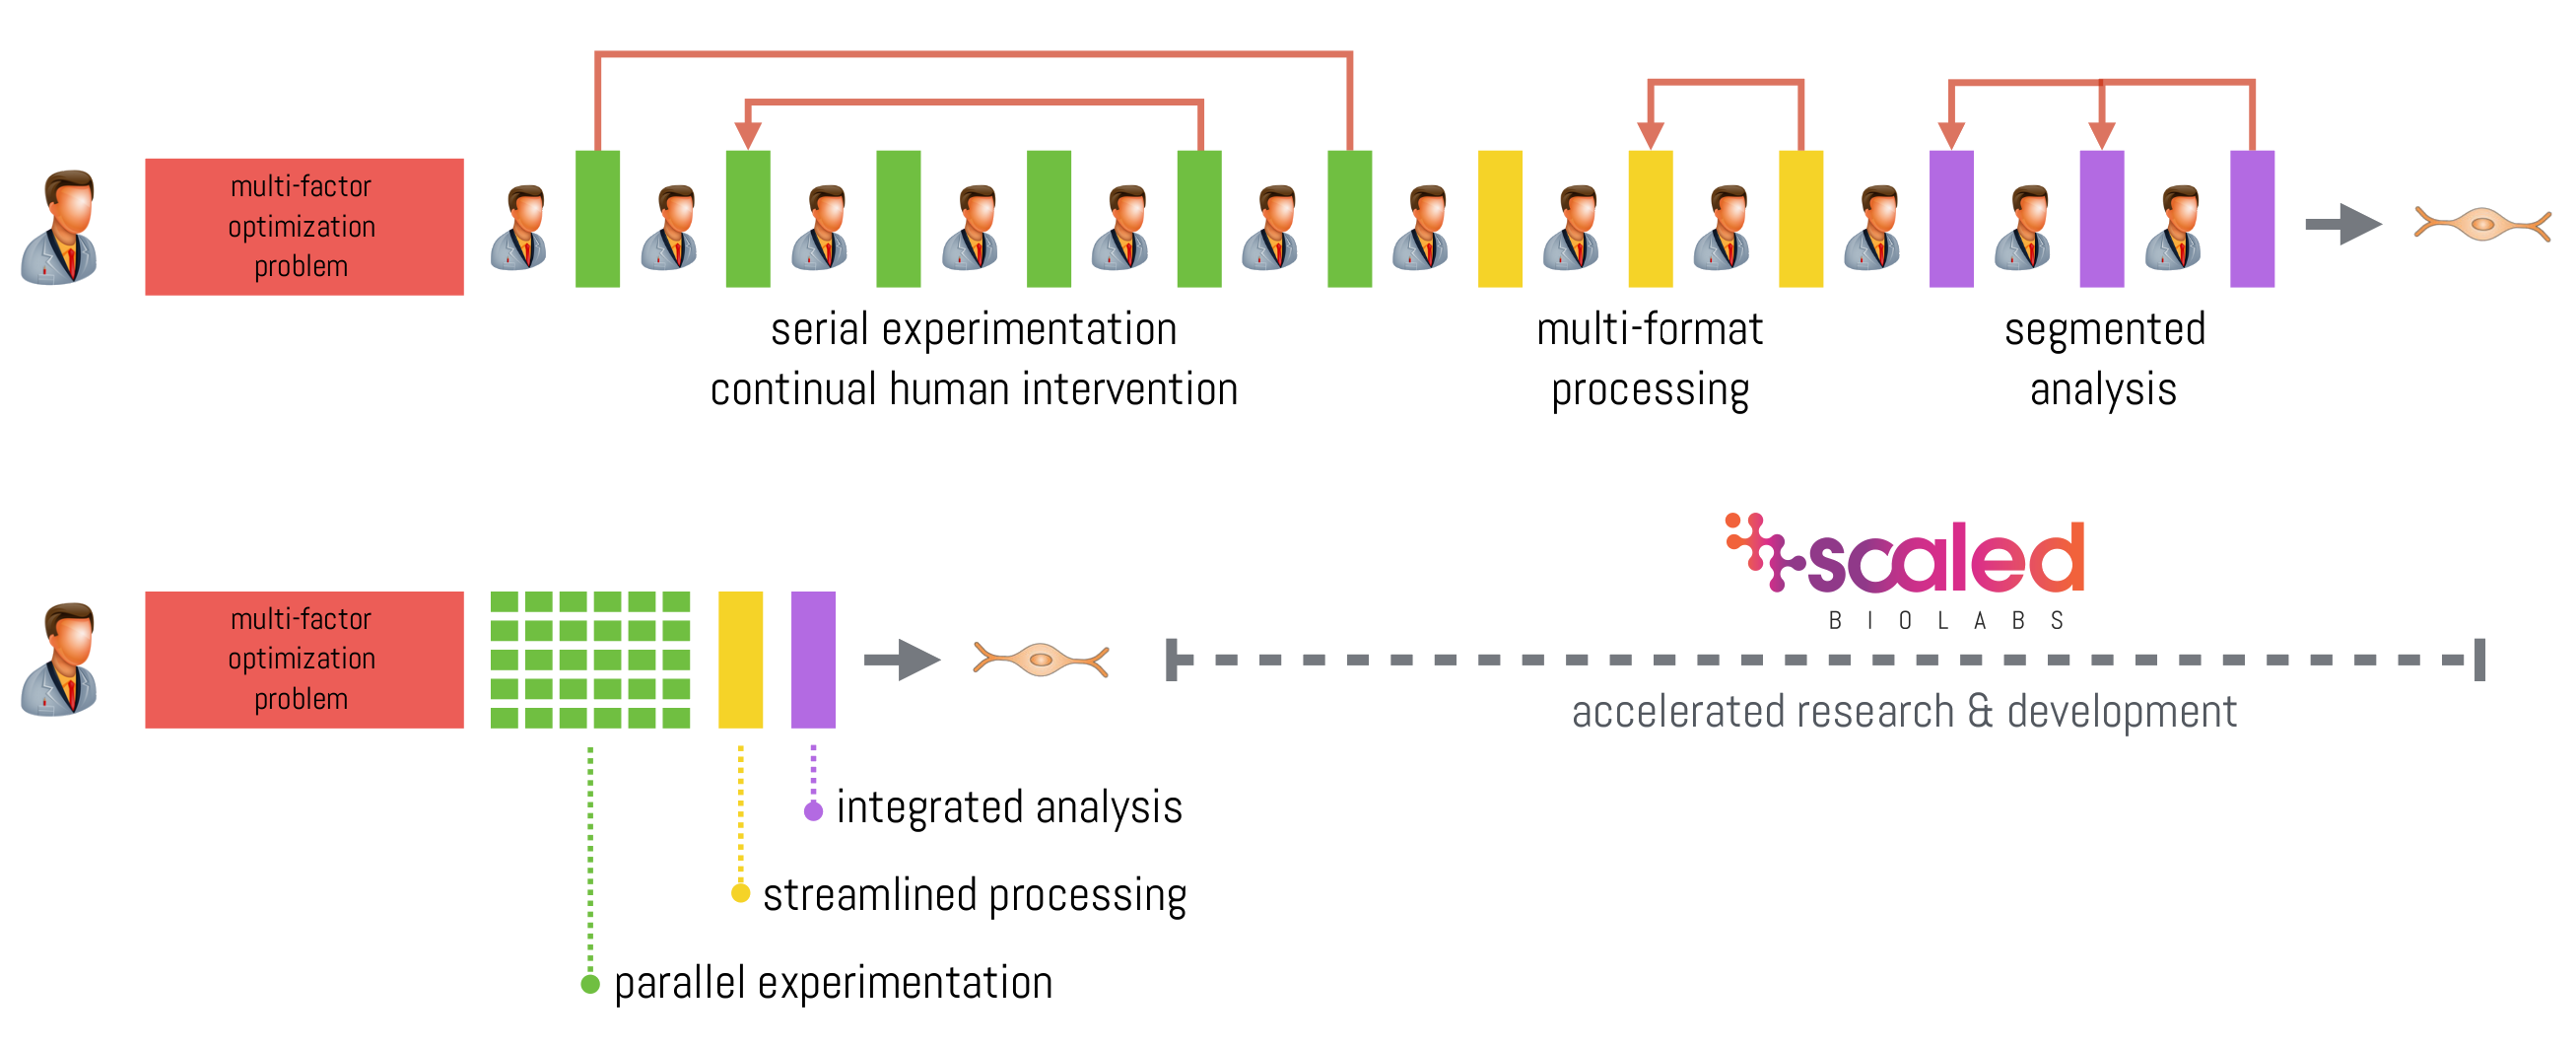 multi-factor
optimization
problem
serial experimentation
continual human intervention
multi-format
processing
segmented
analysis
scaled
BIOLABS
multi-factor
optimization
problem
accelerated research & development
integrated analysis
streamlined processing
parallel experimentation